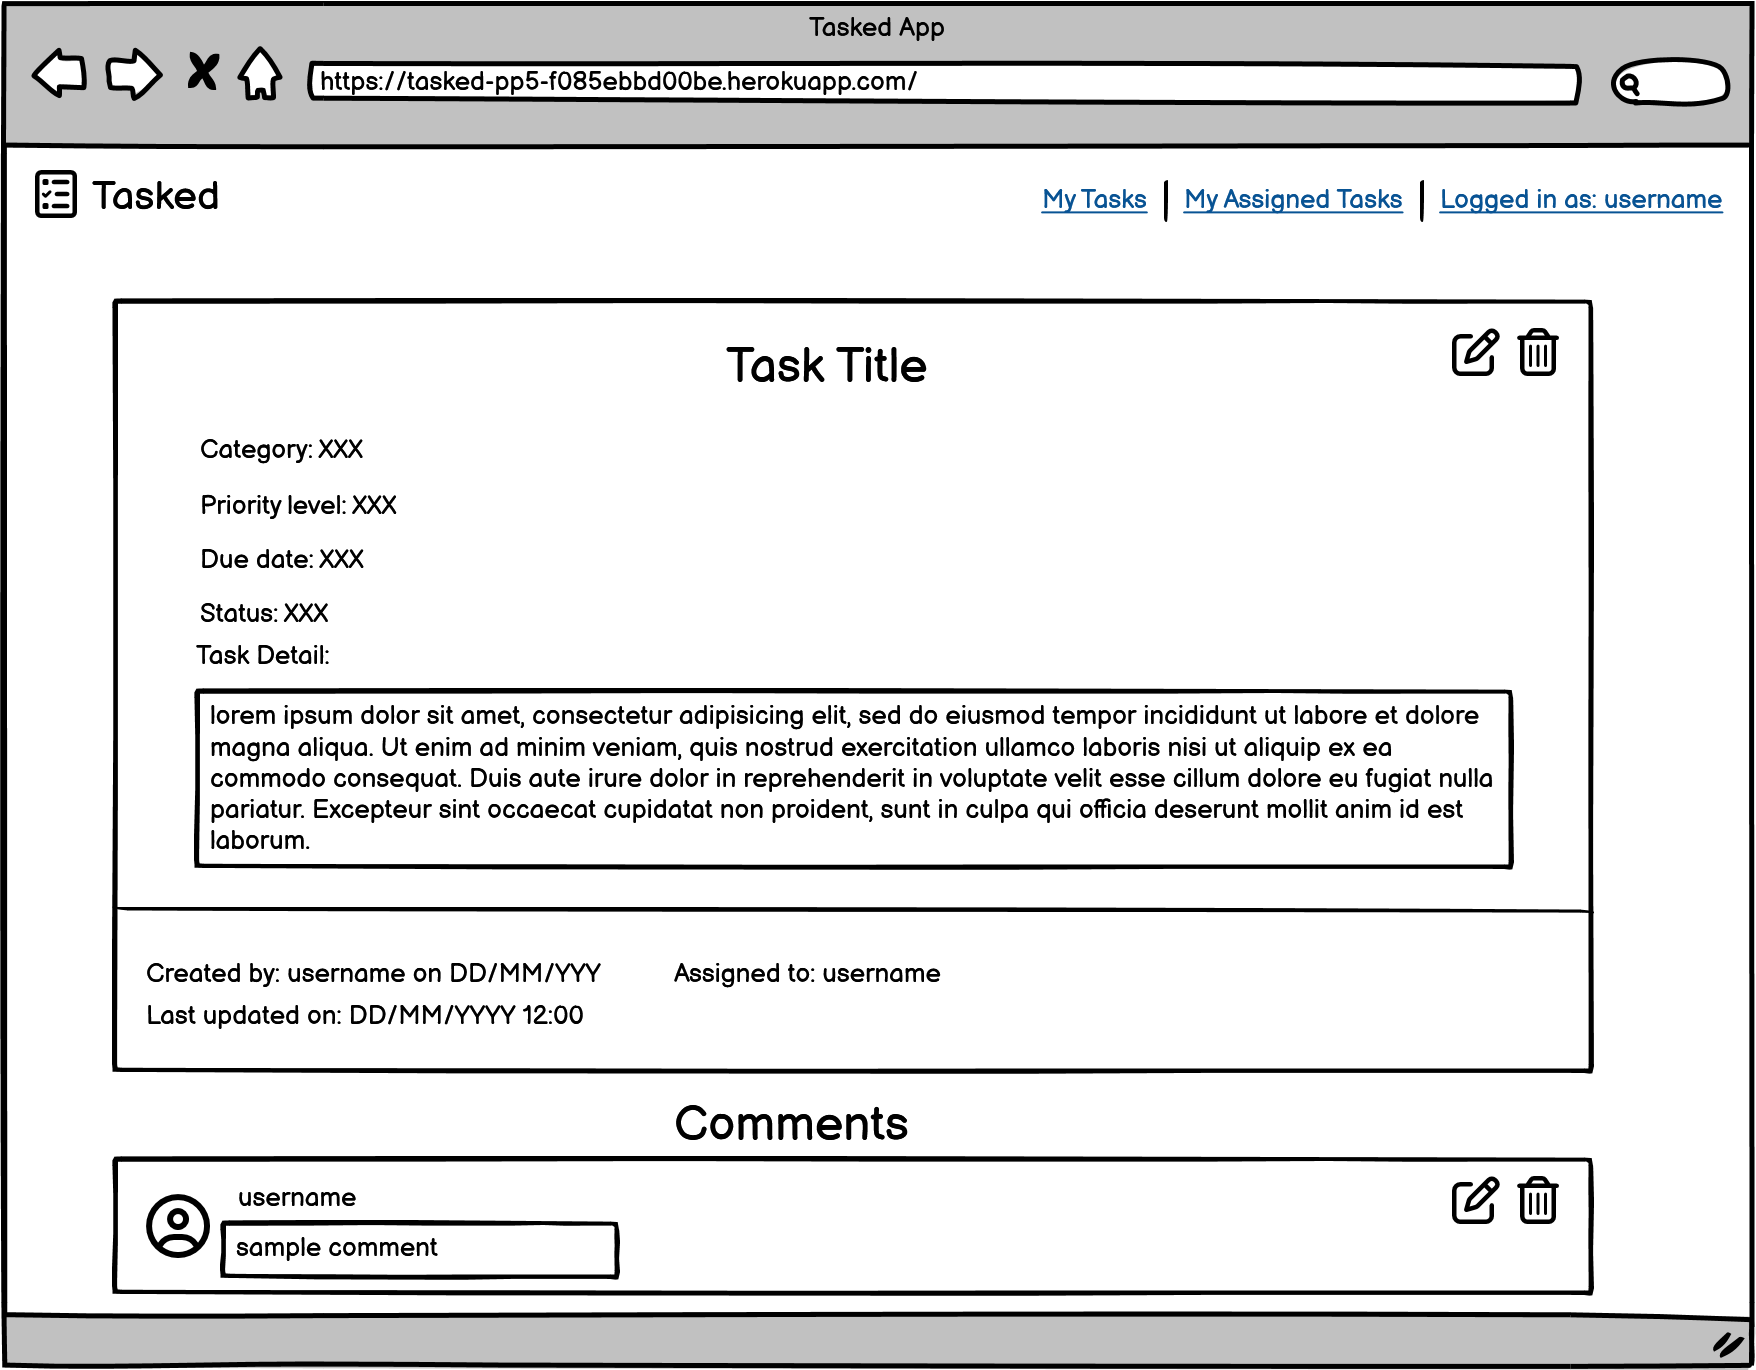 Tasked App
https://tasked-pp5-f085ebbd00be.herokuapp.com/
Tasked
My Tasks
My Assigned Tasks
Logged in as: username
Task Title
Category: XXX
Priority level: XXX
Due date: XXX
Status: XXX
Task Detail:
lorem ipsum dolor sit amet, consectetur adipisicing elit, sed do eiusmod tempor incididunt ut labore et dolore
magna aliqua. Ut enim ad minim veniam, quis nostrud exercitation ullamco laboris nisi ut aliquip ex ea
commodo consequat. Duis aute irure dolor in reprehenderit in voluptate velit esse cillum dolore eu fugiat nulla
pariatur. Excepteur sint occaecat cupidatat non proident, sunt in culpa qui officia deserunt mollit anim id est
laborum.
Created by: username on DD/MM/YYY
Assigned to: username
Last updated on: DD/MM/YYYY 12:00
Comments
username
sample comment